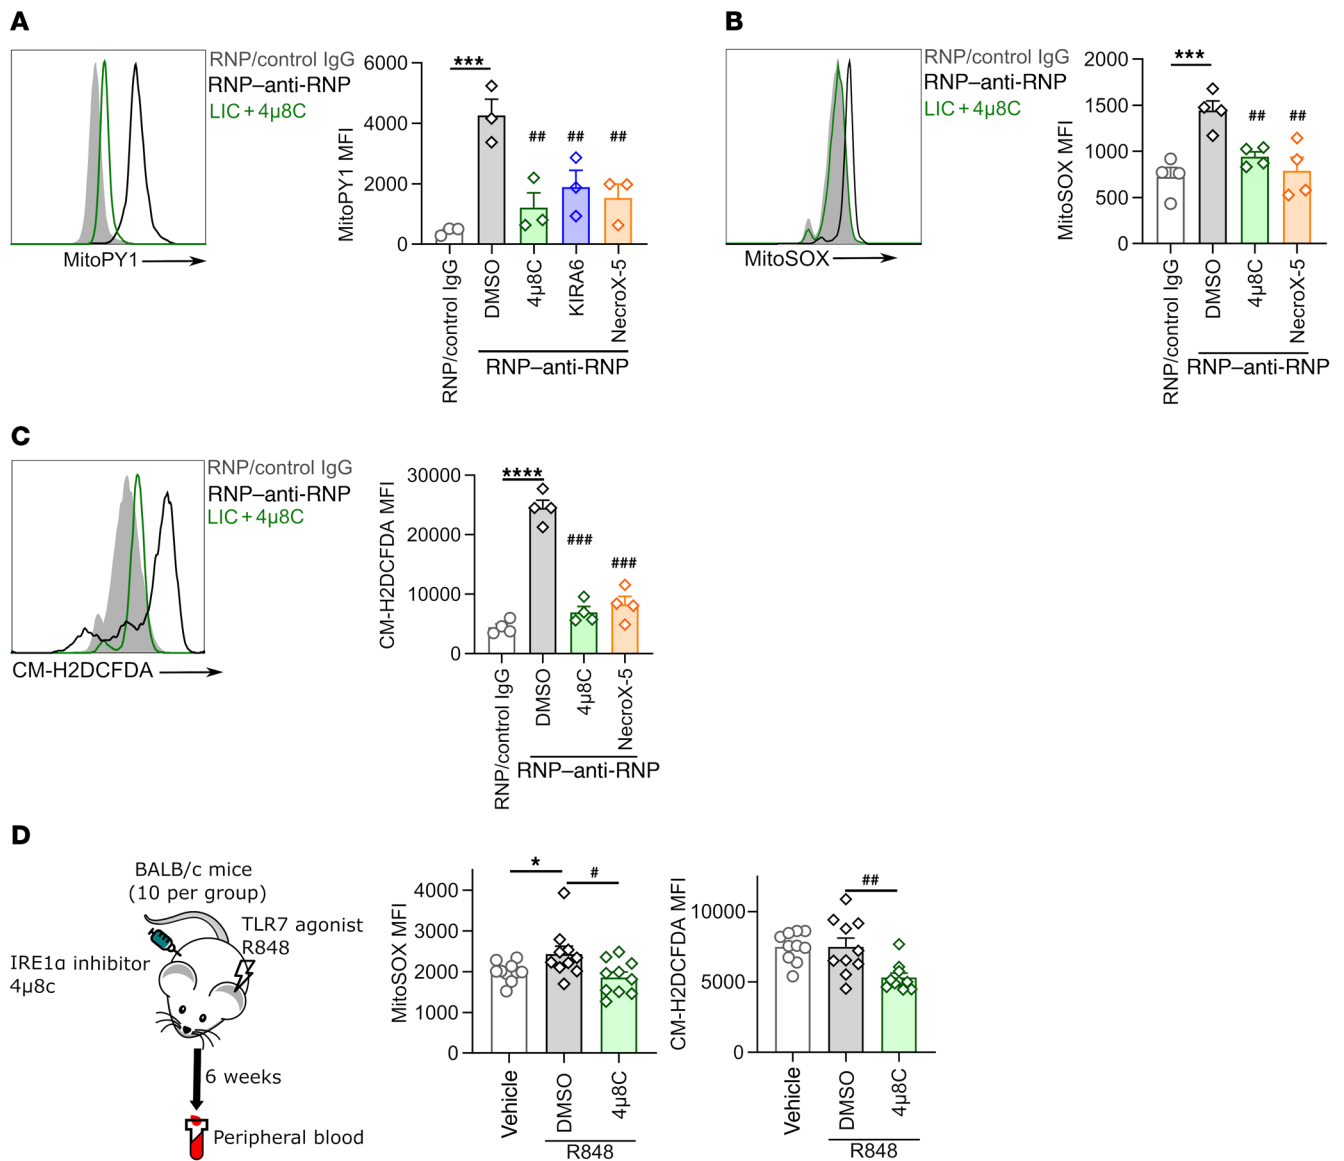 A
RNP/control IgG
RNP–anti-RNP
LIC + 4µ8C
MitoPY1
MitoPY1 MFI
6000
4000
2000
0
***
##
##
##
RNP/control IgG
DMSO
4µ8C
KIRA6
NecroX-5
RNP–anti-RNP
B
RNP/control IgG
RNP–anti-RNP
LIC + 4µ8C
MitoSOX
MitoSOX MFI
2000
1500
1000
500
0
***
##
##
RNP/control IgG
DMSO
4µ8C
NecroX-5
RNP–anti-RNP
C
RNP/control IgG
RNP–anti-RNP
LIC + 4µ8C
CM-H2DCFDA
CM-H2DCFDA MFI
30000
20000
10000
0
****
###
###
RNP/control IgG
DMSO
4µ8C
NecroX-5
RNP–anti-RNP
D
BALB/c mice
(10 per group)
TLR7 agonist
R848
IRE1α inhibitor
4µ8c
6 weeks
Peripheral blood
MitoSOX MFI
4000
3000
2000
1000
0
*
#
Vehicle
DMSO
4µ8C
R848
CM-H2DCFDA MFI
10000
5000
0
##
Vehicle
DMSO
4µ8C
R848